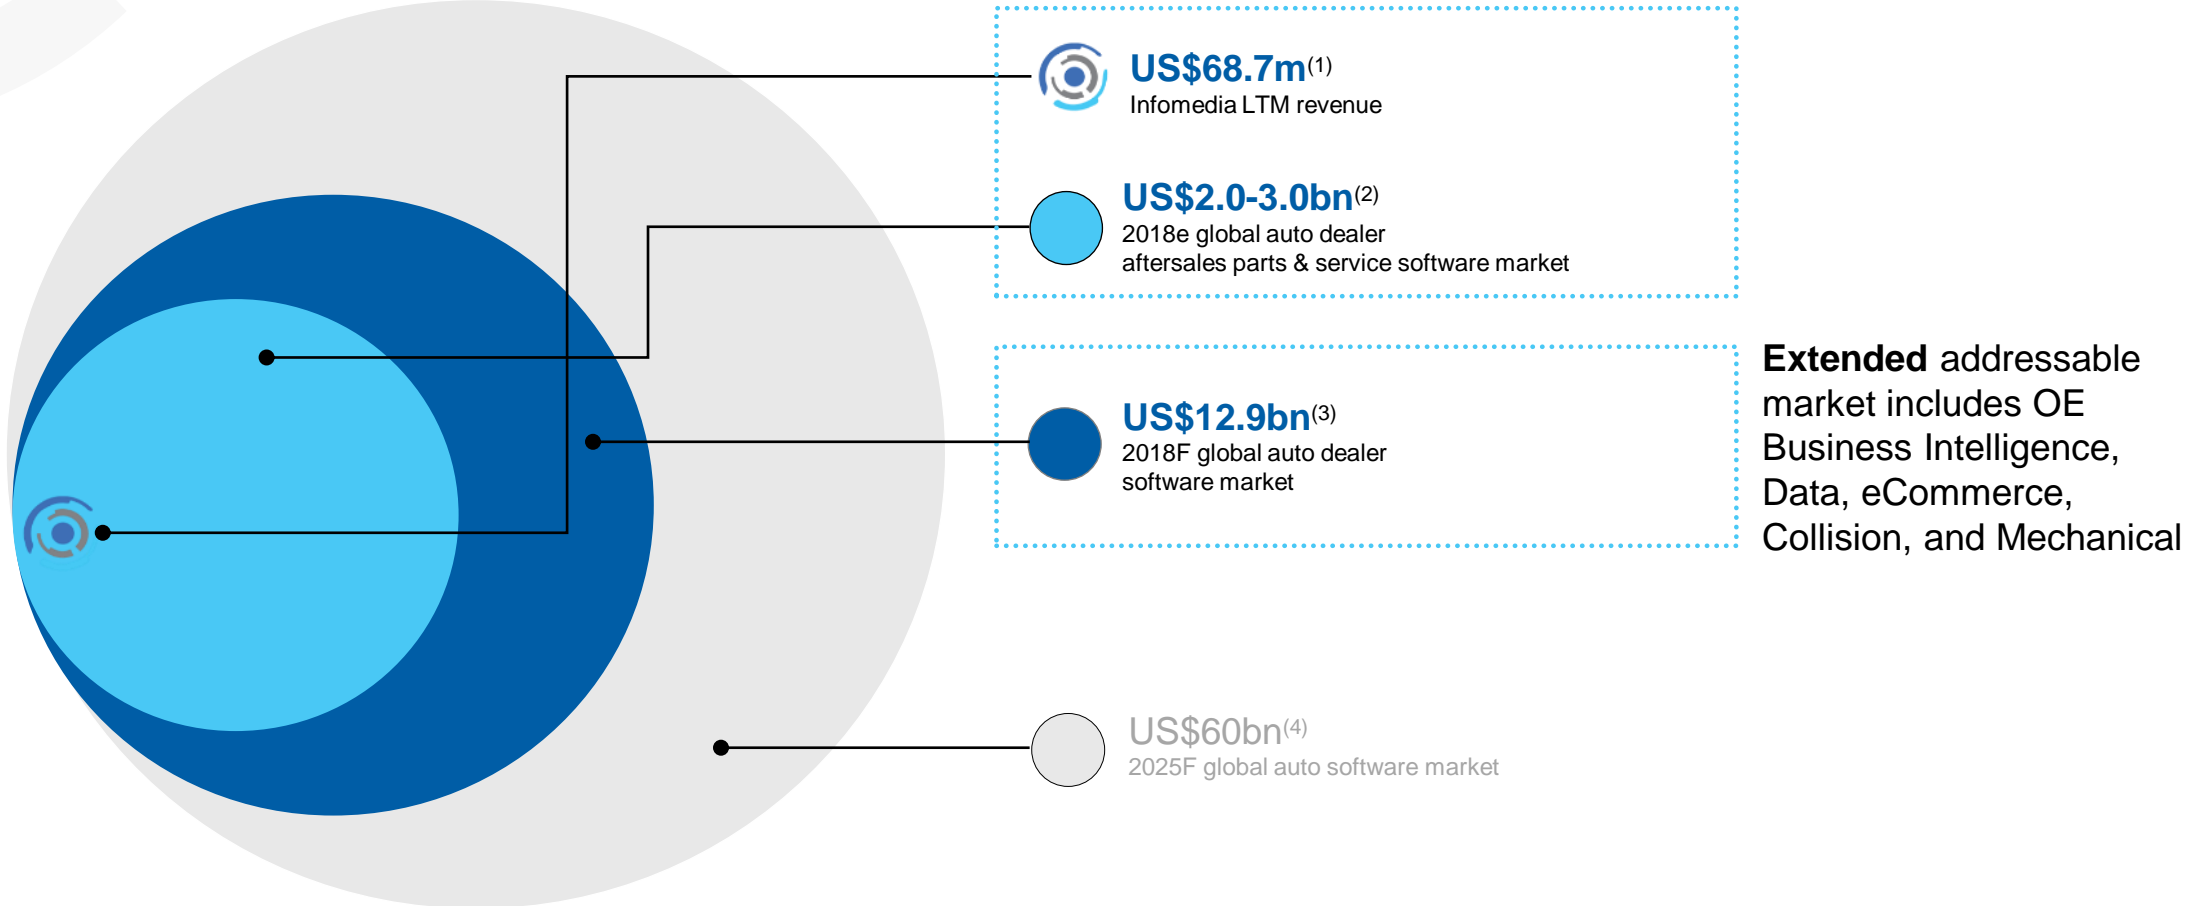 US$68.7m(1)
Infomedia LTM revenue
US$2.0-3.0bn(2)
2018e global auto dealer
aftersales parts & service software market
US$12.9bn(3)
2018F global auto dealer
software market
Extended addressable
market includes OE
Business Intelligence,
Data, eCommerce,
Collision, and Mechanical
US$60bn(4)
2025F global auto software market